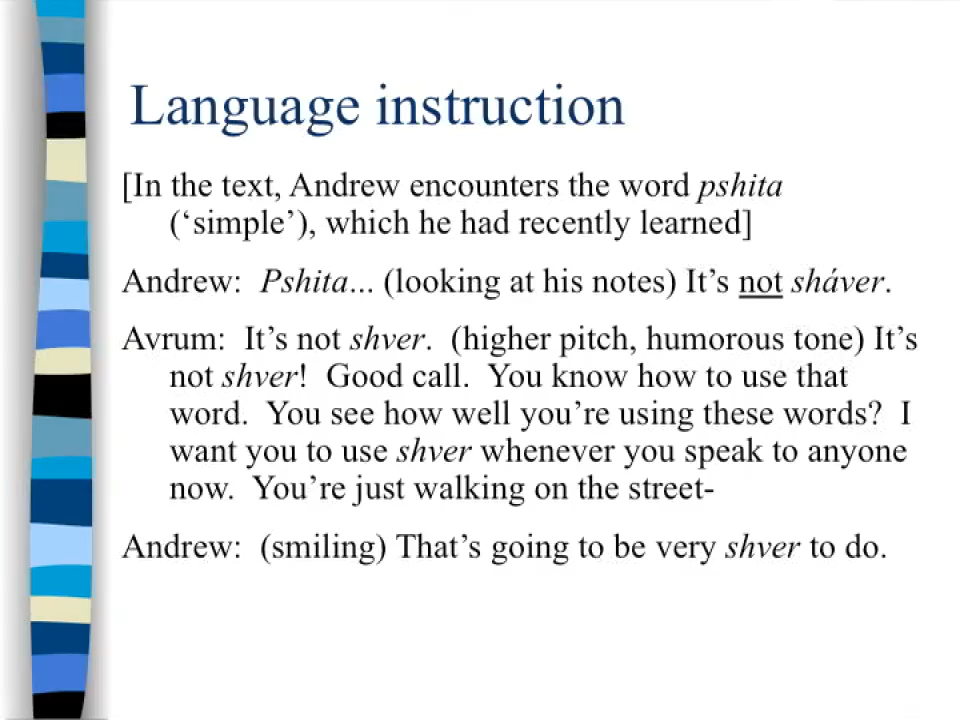 Language instruction
[In the text, Andrew encounters the word pshita
(‘simple’), which he had recently learned]
Andrew:  Pshita... (looking at his notes) It’s not sháver.
Avrum:  It’s not shver.  (higher pitch, humorous tone) It’s
not shver!  Good call.  You know how to use that
word.  You see how well you’re using these words?  I
want you to use shver whenever you speak to anyone
now.  You’re just walking on the street-
Andrew:  (smiling) That’s going to be very shver to do.